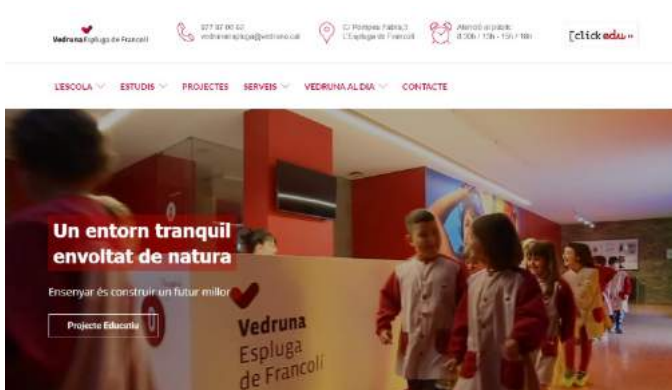 Vedruna Espluga de Francolí
977 87 00 60
C/ Pompeu Fabra,3
L'Espluga de Francolí
Atenció al públic:
[click edu
L'ESCOLA
ESTUDIS
PROJECTES
SERVEIS
VEDRUNA AL DIA
CONTACTE
Un entorn tranquil
envoltat de natura
Ensenyar és construir un futur millor
Projecte Educatiu
Vedruna
Espluga
de Francolí